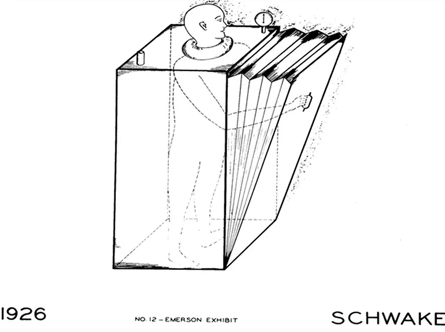 1926
NO. 12 - EMERSON EXHIBIT
SCHWAKE